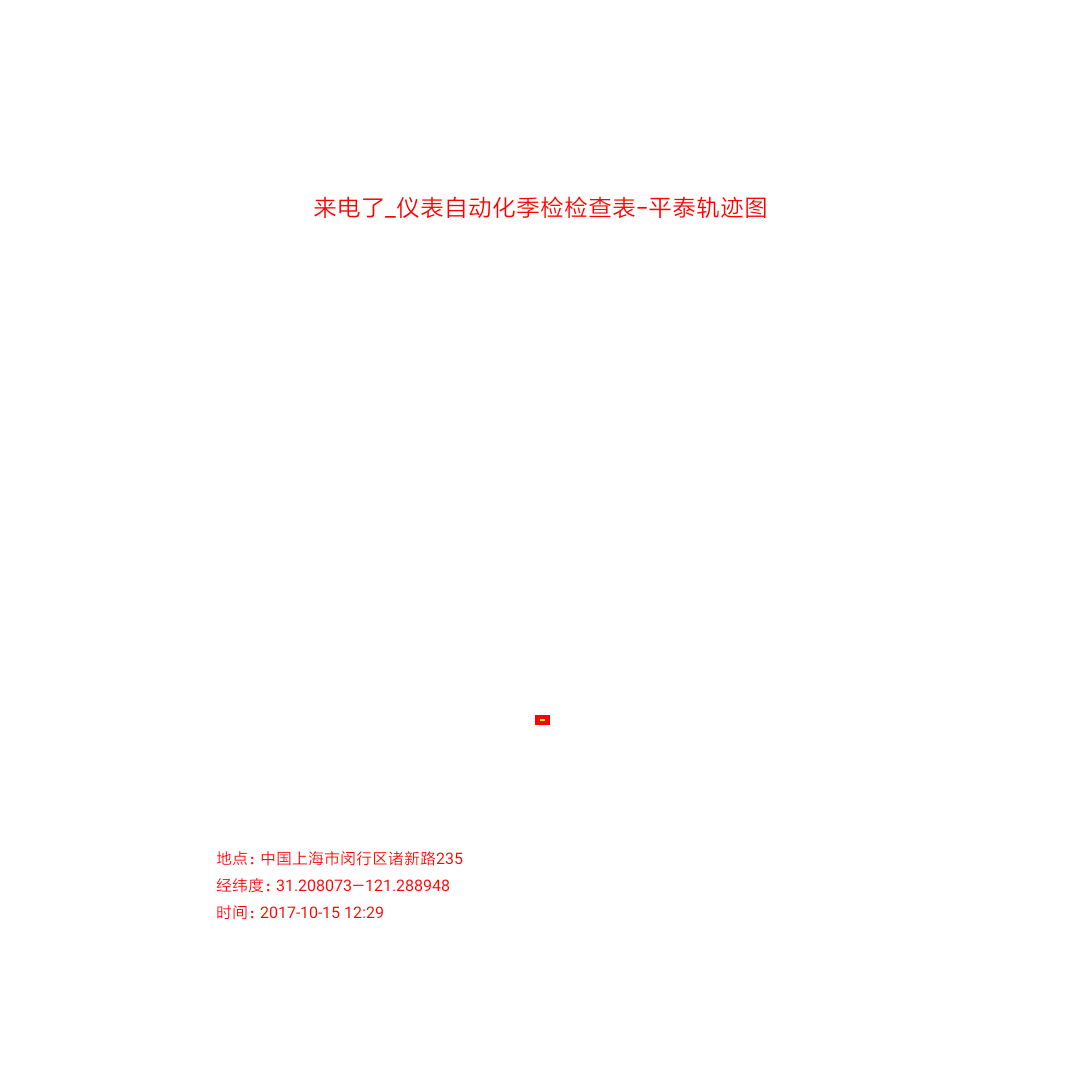 来电了_仪表自动化季检检查表-平泰轨迹图
地点: 中国上海市闵行区诸新路235
经纬度: 31.208073—121.288948
时间: 2017-10-15 12:29